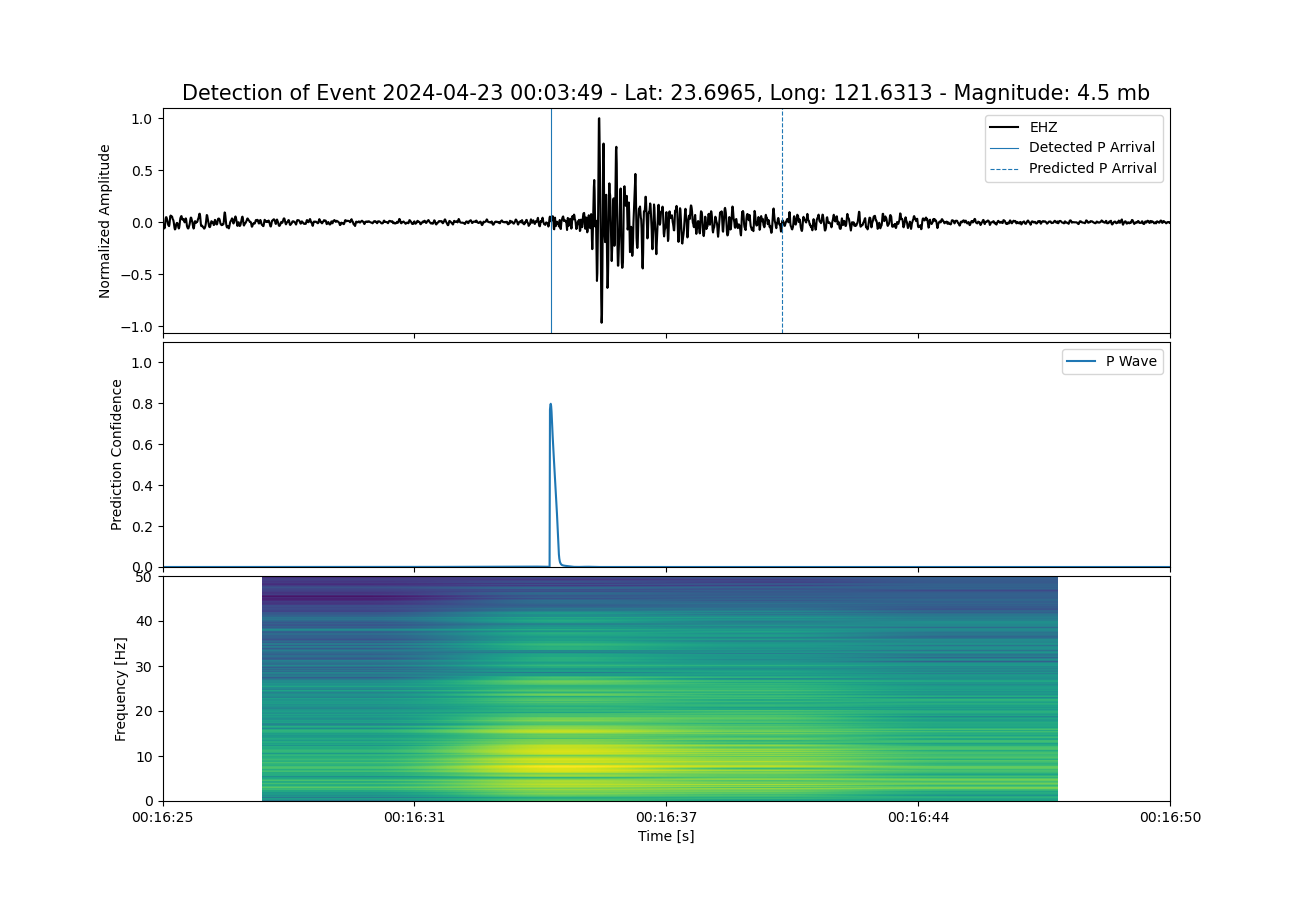 Detection of Event 2024-04-23 00:03:49 - Lat: 23.6965, Long: 121.6313 - Magnitude: 4.5 mb
Normalized Amplitude
1.0
0.5
0.0
−0.5
−1.0
EHZ
Detected P Arrival
Predicted P Arrival
Prediction Confidence
1.0
0.8
0.6
0.4
0.2
0.0
P Wave
Frequency [Hz]
50
40
30
20
10
0
00:16:25 00:16:31 00:16:37 00:16:44 00:16:50
Time [s]